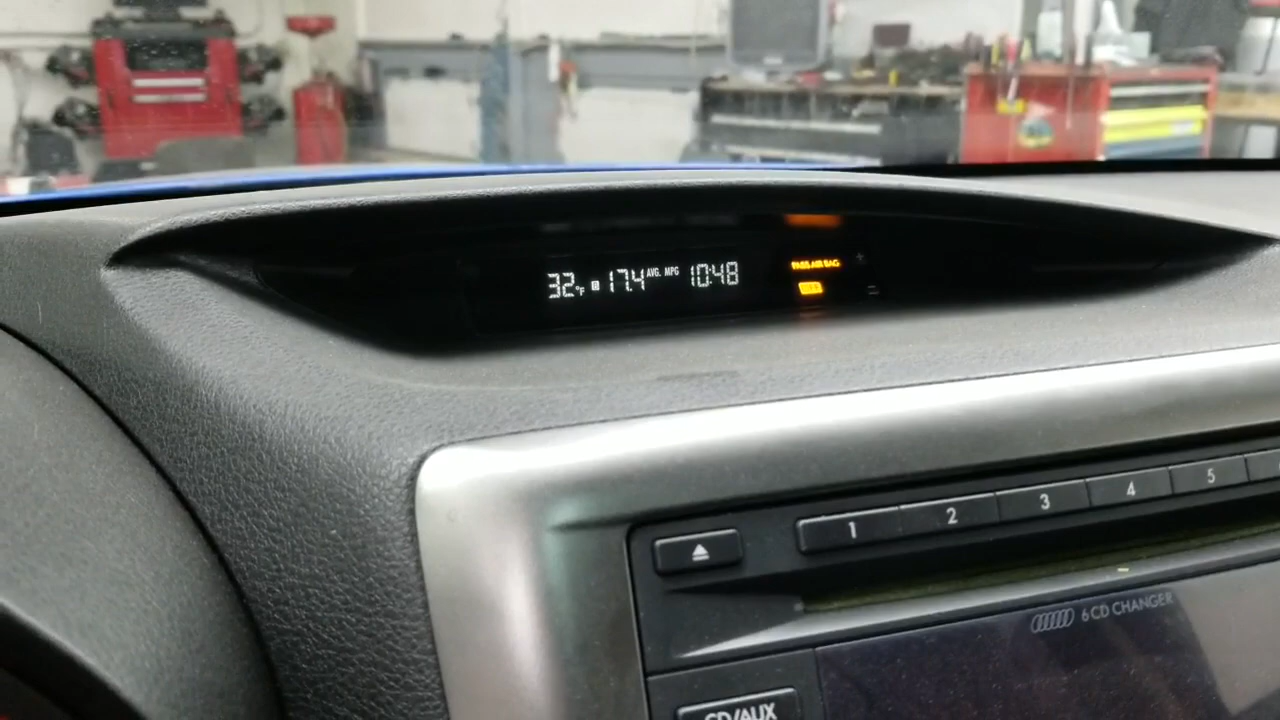 32°F B 17.4 AVG. MPG 10:48
PASS AIR BAG
OFF
1 2 3 4 5
6 CD CHANGER
CD/AUX